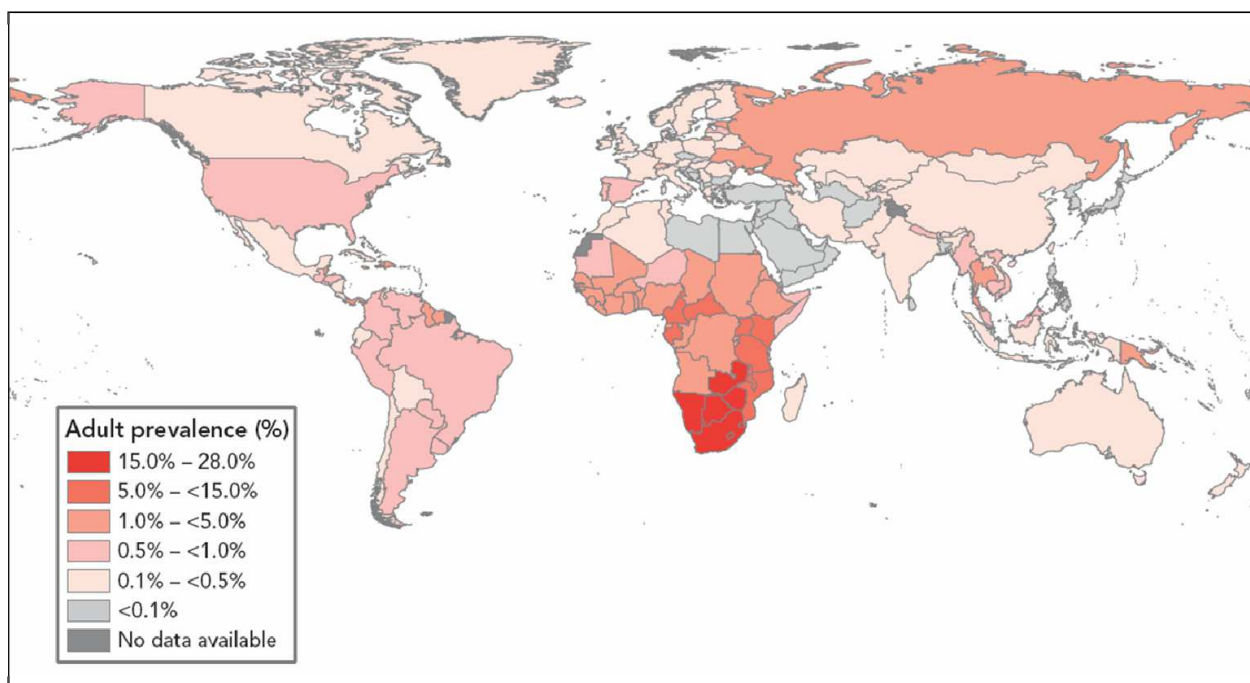 Adult prevalence (%)
15.0% – 28.0%
5.0% – <15.0%
1.0% – <5.0%
0.5% – <1.0%
0.1% – <0.5%
<0.1%
No data available